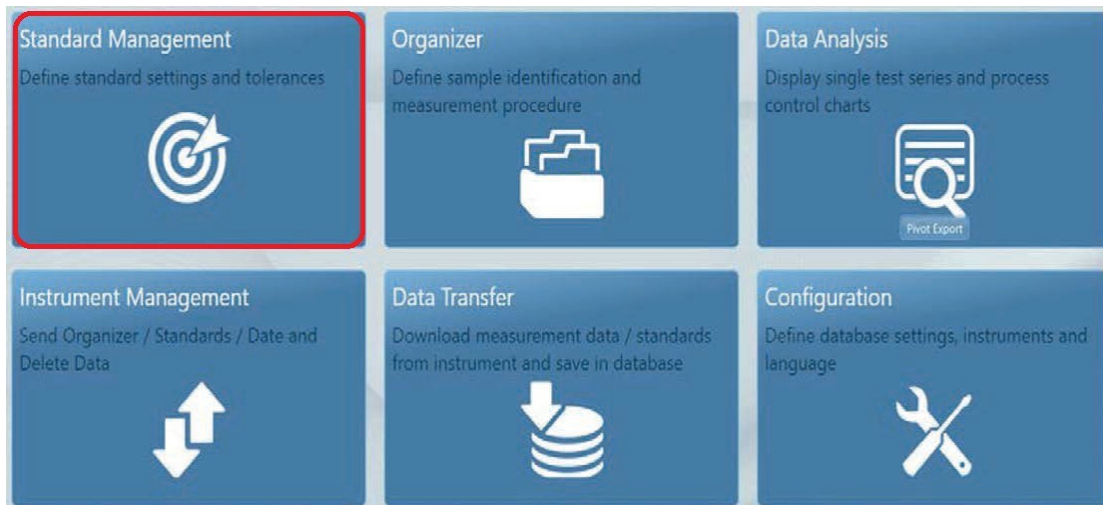 Standard Management
Define standard settings and tolerances
Organizer
Define sample identification and
measurement procedure
Data Analysis
Display single test series and process
control charts
Pivot Export
Instrument Management
Send Organizer / Standards / Date and
Delete Data
Data Transfer
Download measurement data / standards
from instrument and save in database
Configuration
Define database settings, instruments and
language